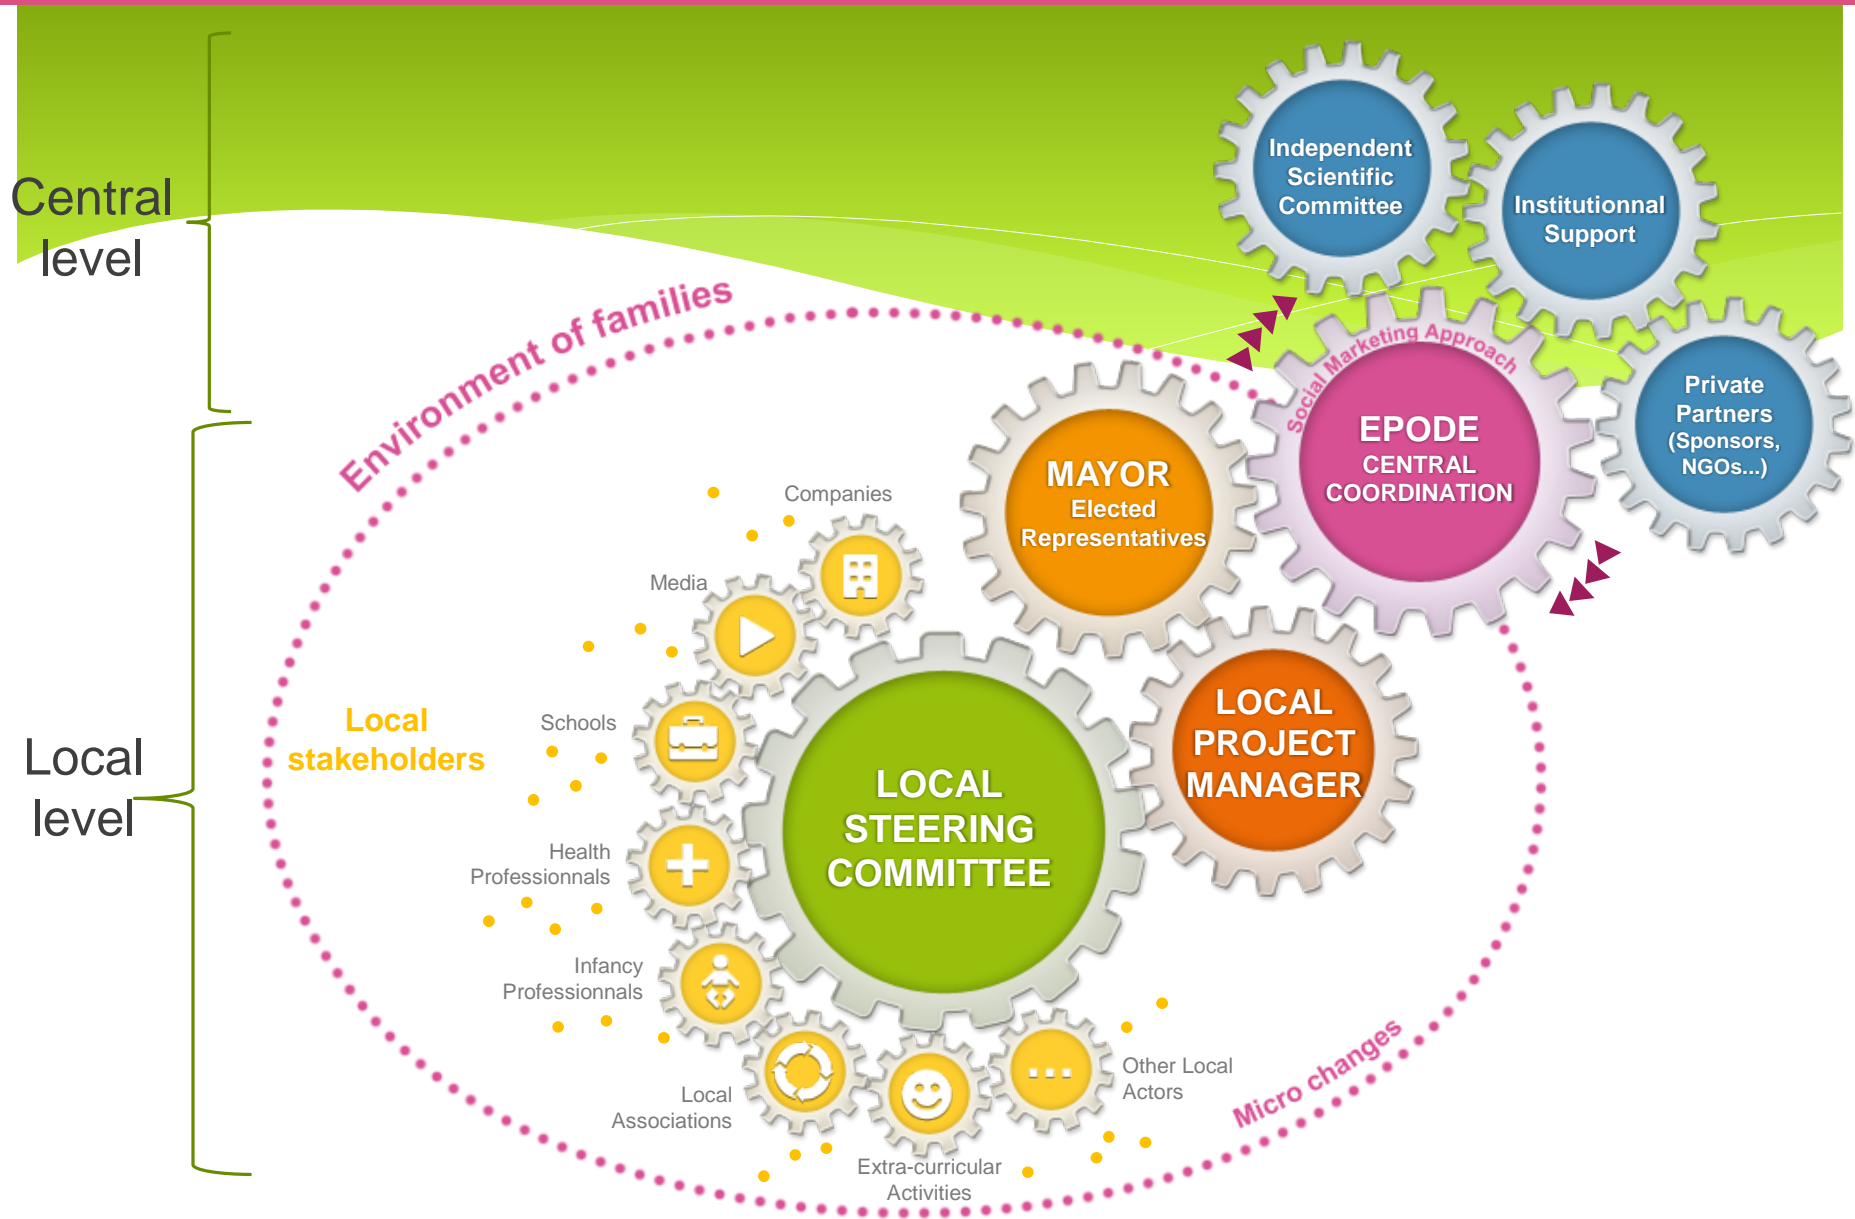 Central
level
Independent
Scientific
Committee
Institutionnal
Support
Environment of families
Social Marketing Approach
EPODE
CENTRAL
COORDINATION
Private
Partners
(Sponsors,
NGOs...)
MAYOR
Elected
Representatives
Companies
Media
Local
level
Local
stakeholders
Schools
LOCAL
PROJECT
MANAGER
LOCAL
STEERING
COMMITTEE
Health
Professionnals
Infancy
Professionnals
Local
Associations
Extra-curricular
Activities
Other Local
Actors
Micro changes